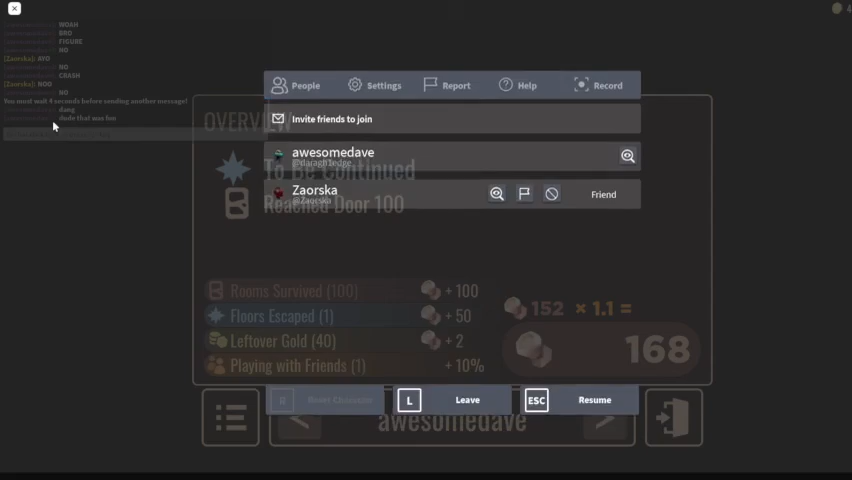 WOAH
BRO
FIGURE
4
NO
[Zaorska]: AYO
NO
CRASH
[Zaorska]: NOO
NO
You must wait 4 seconds before sending another message!
dang
dude that was fun
People
Settings
Report
Help
Record
OVERVIEW
Invite friends to join
awesomedave
To Be Continued
Zaorska
@Zaorska
Friend
Reached Door 100
Rooms Survived (100)
+ 100
Floors Escaped (1)
+ 50
152 × 1.1 =
Leftover Gold (40)
+ 2
168
Playing with Friends (1)
+ 10%
R Reset Character
L Leave
ESC Resume
< awesomedave >